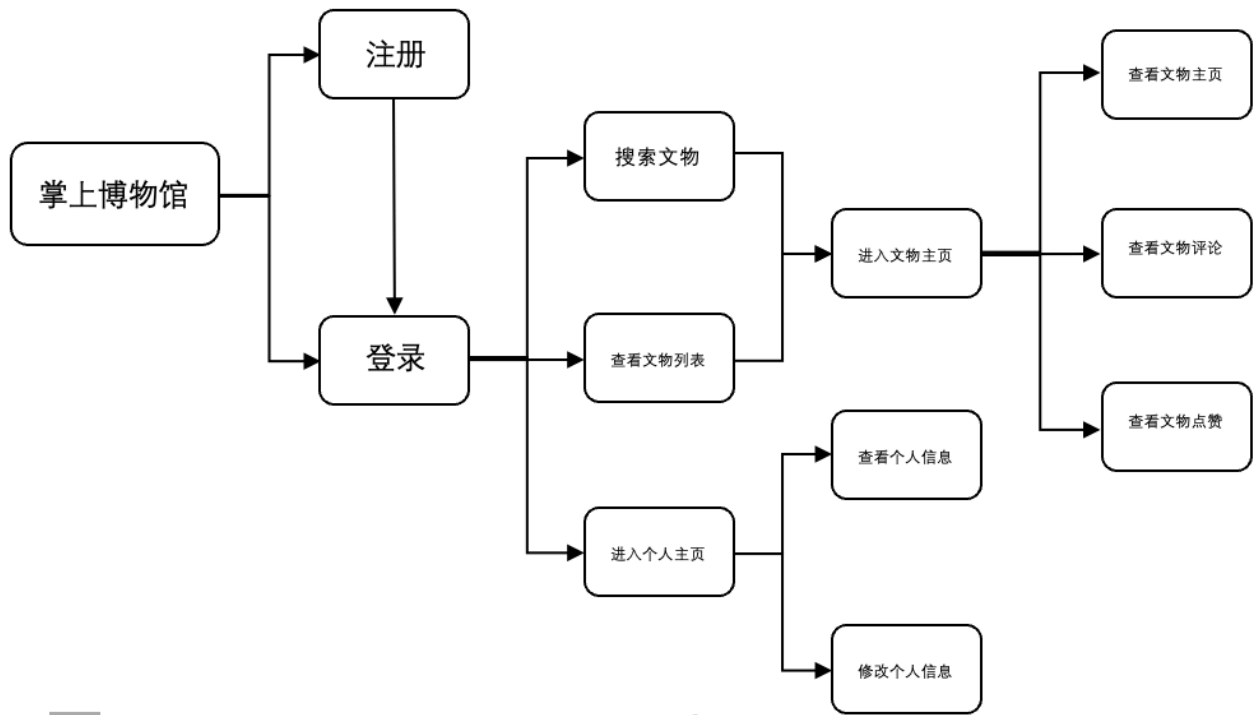 掌上博物馆
注册
登录
搜索文物
查看文物列表
进入个人主页
进入文物主页
查看个人信息
修改个人信息
查看文物主页
查看文物评论
查看文物点赞